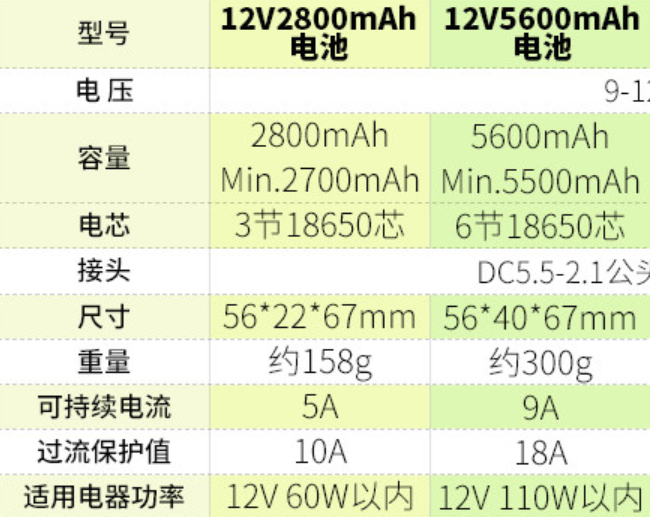 型号
12V2800mAh
电池
12V5600mAh
电池
电压
9-12
容量
2800mAh
Min.2700mAh
5600mAh
Min.5500mAh
电芯
3节18650芯
6节18650芯
接头
DC5.5-2.1公头
尺寸
56*22*67mm
56*40*67mm
重量
约158g
约300g
可持续电流
5A
9A
过流保护值
10A
18A
适用电器功率
12V 60W以内
12V 110W以内